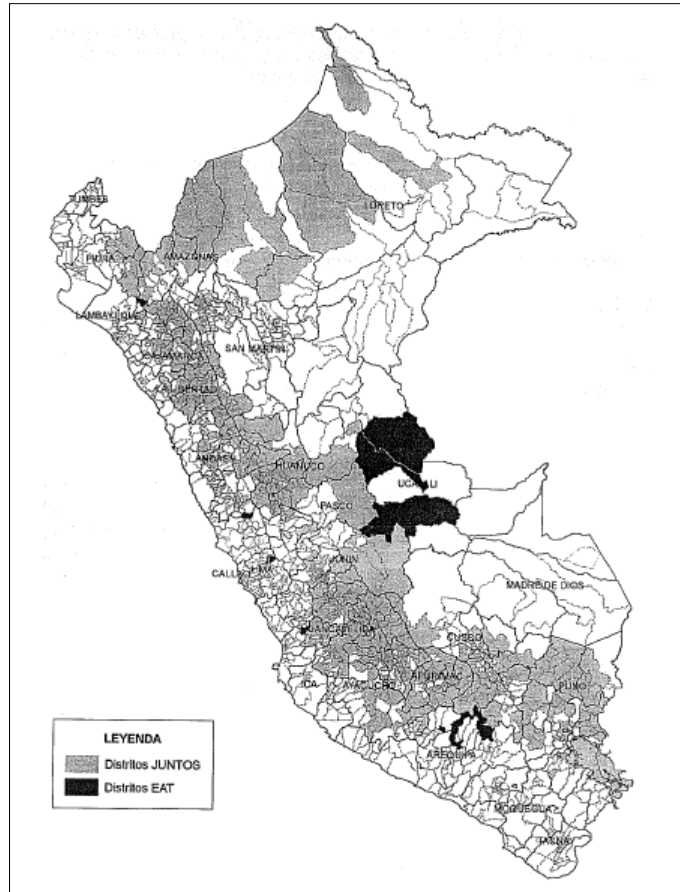 TUMBES
LORETO
PIURA
AMAZONAS
LAMBAYEQUE
SAN MARTIN
CAJAMARCA
LA LIBERTAD
ANCASH
HUANUCO
UCAYALI
PASCO
JUNIN
CALLAO
LIMA
MADRE DE DIOS
HUANCAVELICA
CUSCO
ICA
AYACUCHO
APURIMAC
PUNO
AREQUIPA
LEYENDA
Distritos JUNTOS
Distritos EAT
MOQUEGUA
TACNA